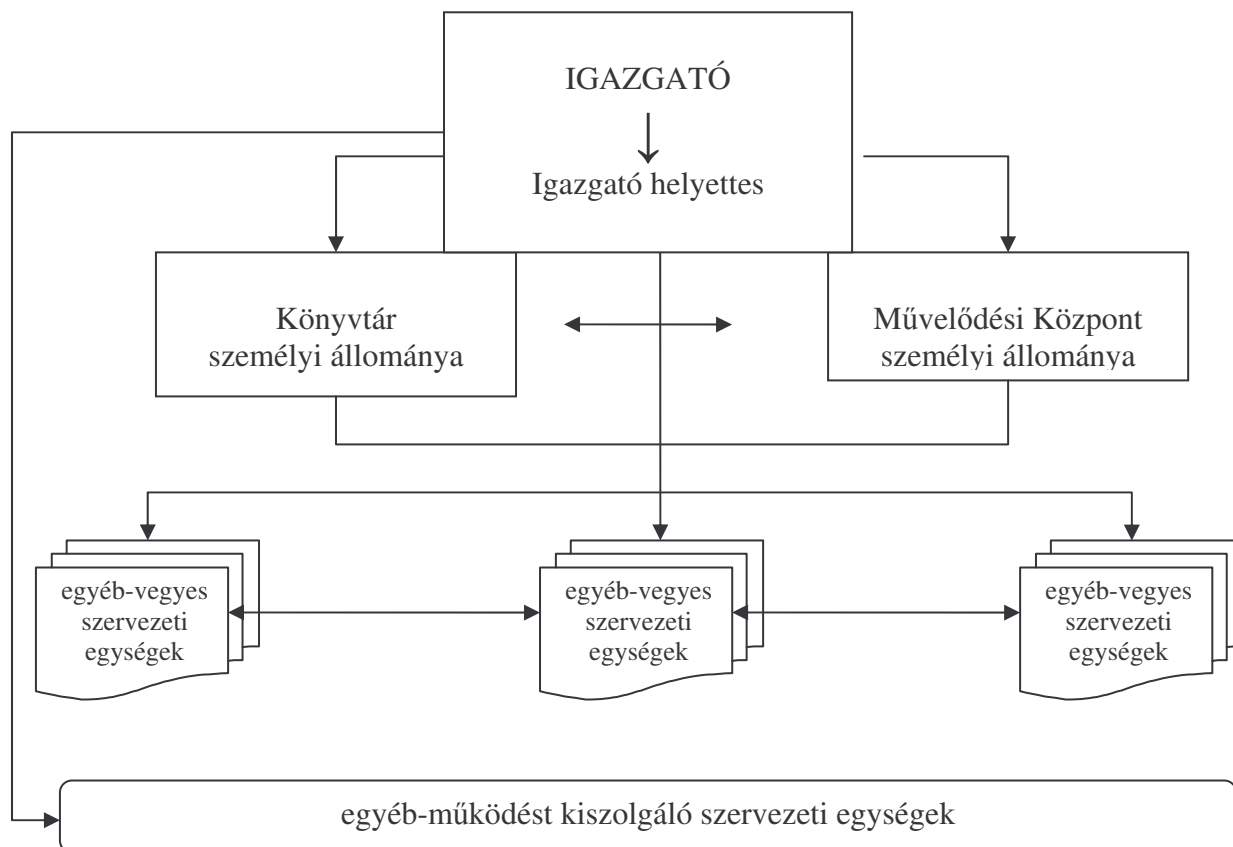 IGAZGATÓ
Igazgató helyettes
Könyvtár
személyi állománya
Művelődési Központ
személyi állománya
egyéb-vegyes
szervezeti
egységek
egyéb-vegyes
szervezeti
egységek
egyéb-vegyes
szervezeti
egységek
egyéb-működést kiszolgáló szervezeti egységek